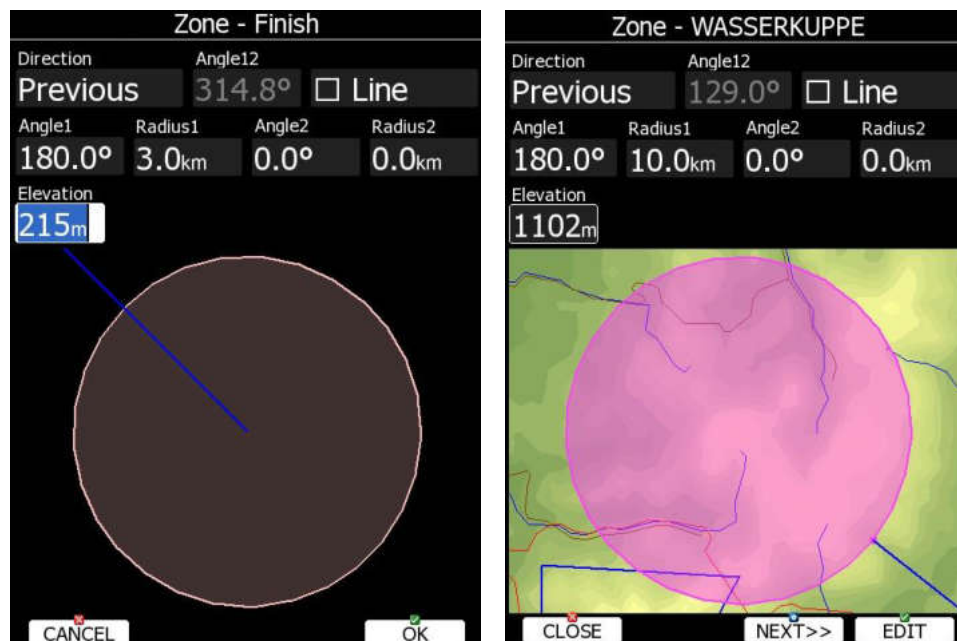 Zone - Finish
Direction Angle12
Previous 314.8° Line
Angle1 Radius1 Angle2 Radius2
180.0° 3.0km 0.0° 0.0km
Elevation
215m
CANCEL OK
Zone - WASSERKUPPE
Direction Angle12
Previous 129.0° Line
Angle1 Radius1 Angle2 Radius2
180.0° 10.0km 0.0° 0.0km
Elevation
1102m
CLOSE NEXT>> EDIT